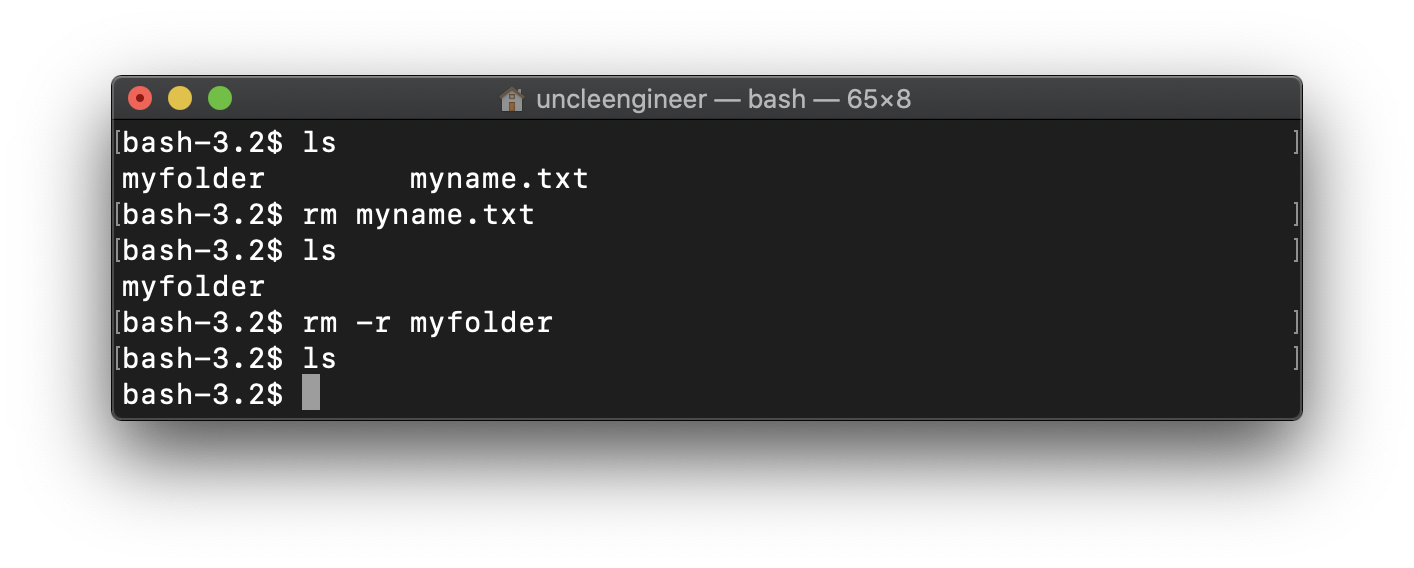 uncleengineer — bash — 65×8
[bash-3.2$ ls ]
myfolder        myname.txt
[bash-3.2$ rm myname.txt ]
[bash-3.2$ ls ]
myfolder
[bash-3.2$ rm -r myfolder ]
[bash-3.2$ ls ]
bash-3.2$